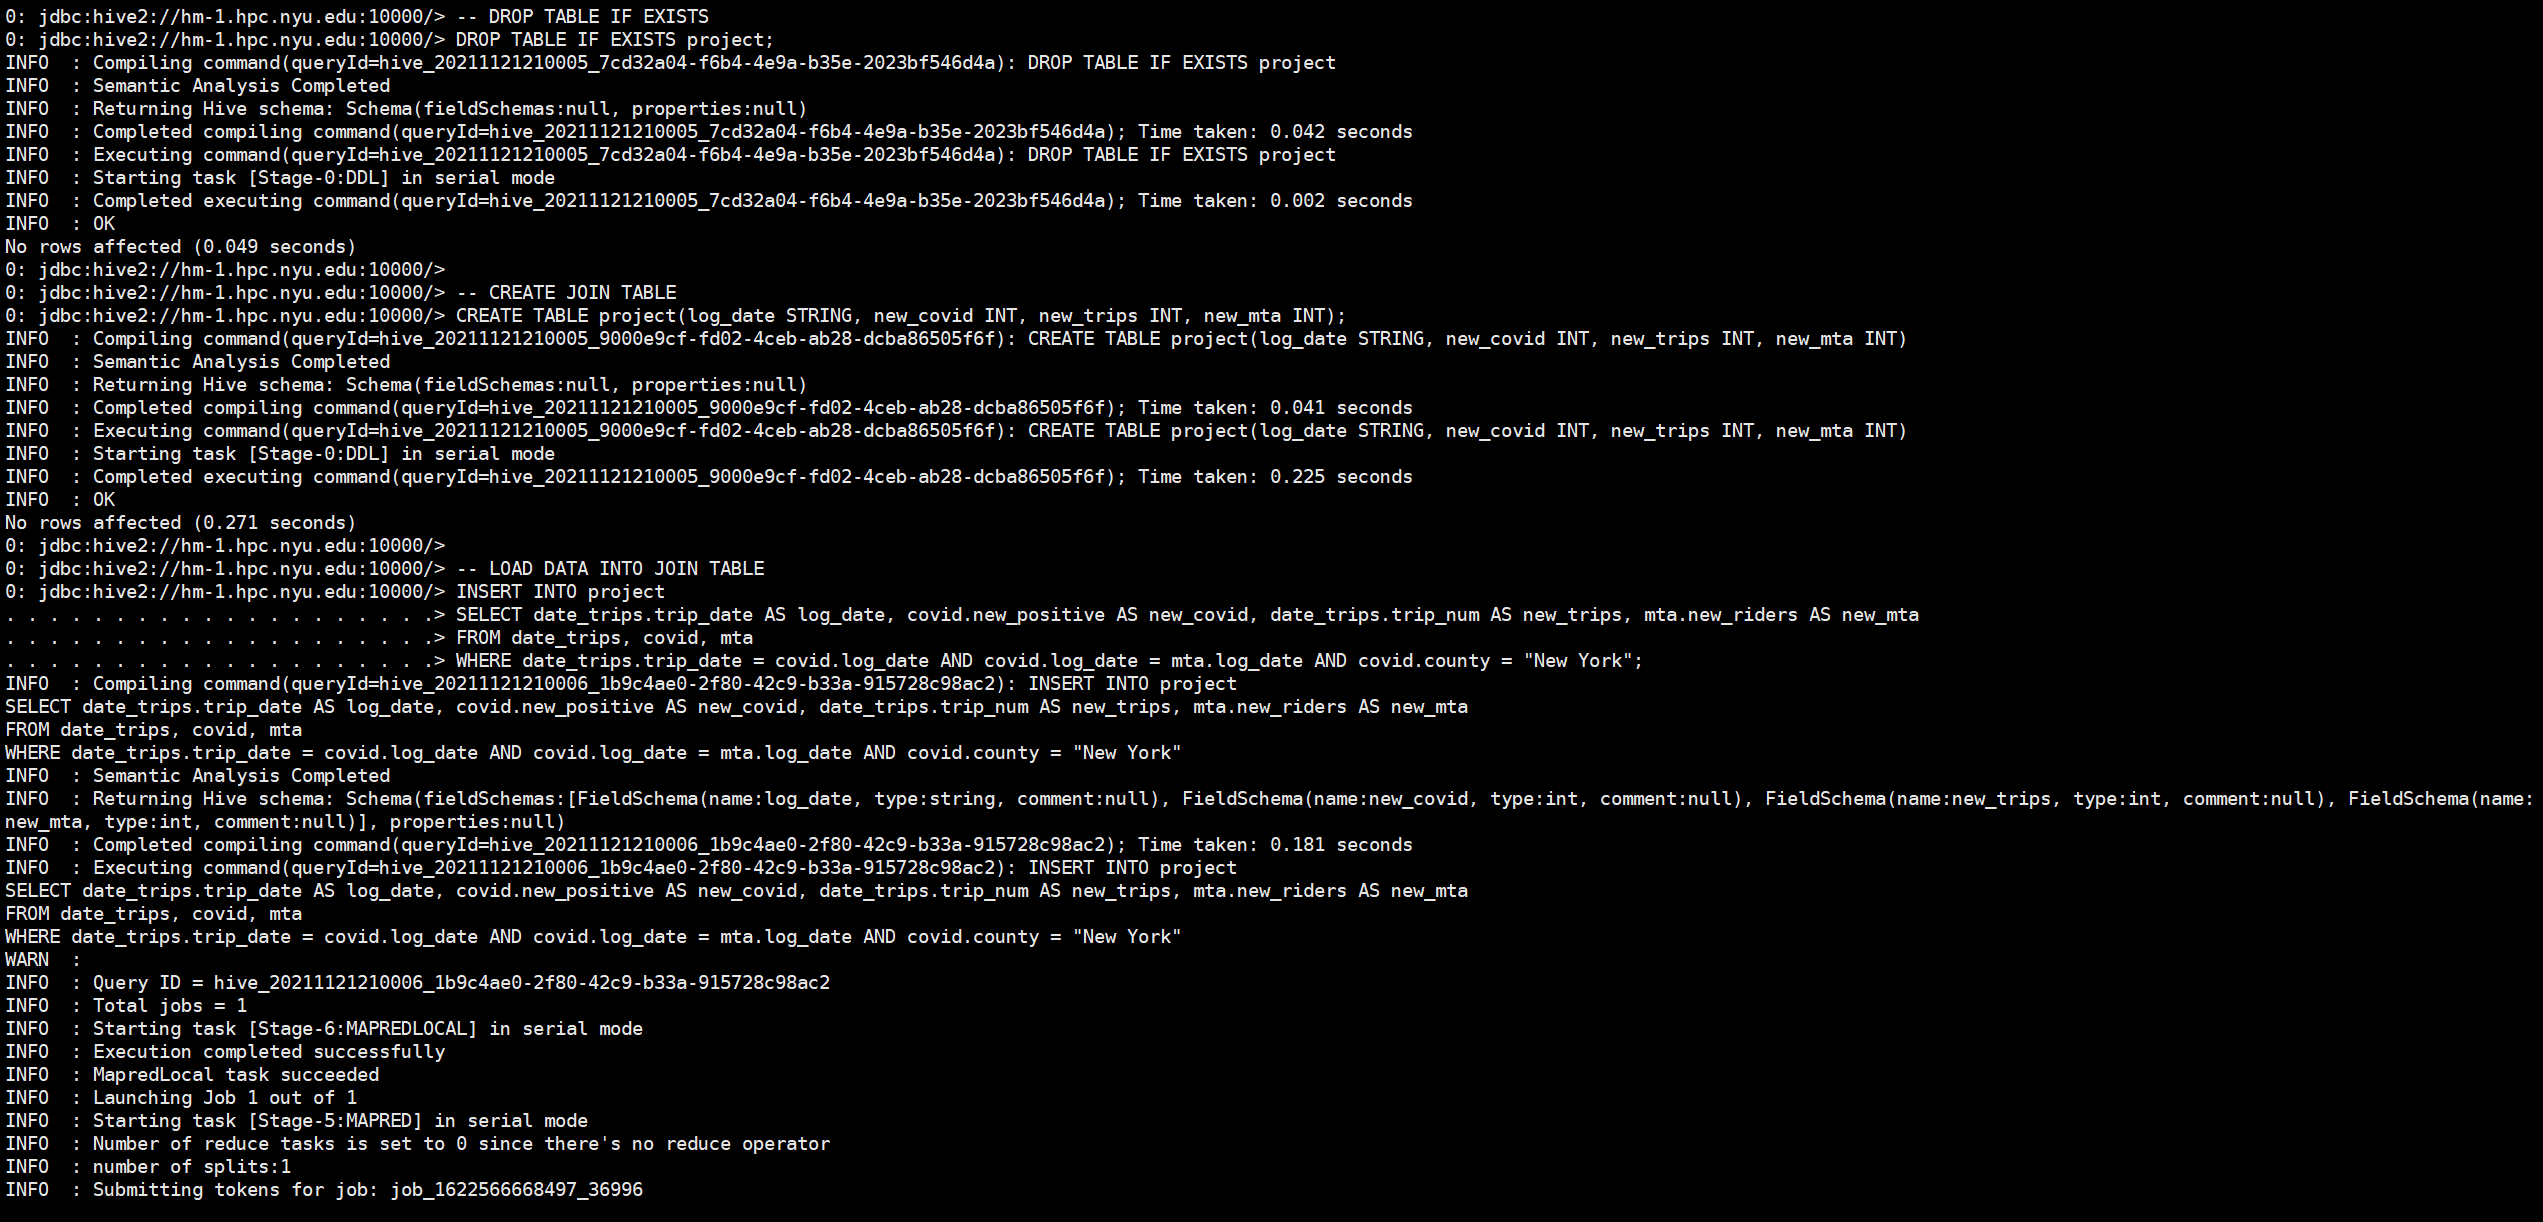 0: jdbc:hive2://hm-1.hpc.nyu.edu:10000/> -- DROP TABLE IF EXISTS
0: jdbc:hive2://hm-1.hpc.nyu.edu:10000/> DROP TABLE IF EXISTS project;
INFO  : Compiling command(queryId=hive_20211121210005_7cd32a04-f6b4-4e9a-b35e-2023bf546d4a): DROP TABLE IF EXISTS project
INFO  : Semantic Analysis Completed
INFO  : Returning Hive schema: Schema(fieldSchemas:null, properties:null)
INFO  : Completed compiling command(queryId=hive_20211121210005_7cd32a04-f6b4-4e9a-b35e-2023bf546d4a); Time taken: 0.042 seconds
INFO  : Executing command(queryId=hive_20211121210005_7cd32a04-f6b4-4e9a-b35e-2023bf546d4a): DROP TABLE IF EXISTS project
INFO  : Starting task [Stage-0:DDL] in serial mode
INFO  : Completed executing command(queryId=hive_20211121210005_7cd32a04-f6b4-4e9a-b35e-2023bf546d4a); Time taken: 0.002 seconds
INFO  : OK
No rows affected (0.049 seconds)
0: jdbc:hive2://hm-1.hpc.nyu.edu:10000/>
0: jdbc:hive2://hm-1.hpc.nyu.edu:10000/> -- CREATE JOIN TABLE
0: jdbc:hive2://hm-1.hpc.nyu.edu:10000/> CREATE TABLE project(log_date STRING, new_covid INT, new_trips INT, new_mta INT);
INFO  : Compiling command(queryId=hive_20211121210005_9000e9cf-fd02-4ceb-ab28-dcba86505f6f): CREATE TABLE project(log_date STRING, new_covid INT, new_trips INT, new_mta INT)
INFO  : Semantic Analysis Completed
INFO  : Returning Hive schema: Schema(fieldSchemas:null, properties:null)
INFO  : Completed compiling command(queryId=hive_20211121210005_9000e9cf-fd02-4ceb-ab28-dcba86505f6f); Time taken: 0.041 seconds
INFO  : Executing command(queryId=hive_20211121210005_9000e9cf-fd02-4ceb-ab28-dcba86505f6f): CREATE TABLE project(log_date STRING, new_covid INT, new_trips INT, new_mta INT)
INFO  : Starting task [Stage-0:DDL] in serial mode
INFO  : Completed executing command(queryId=hive_20211121210005_9000e9cf-fd02-4ceb-ab28-dcba86505f6f); Time taken: 0.225 seconds
INFO  : OK
No rows affected (0.271 seconds)
0: jdbc:hive2://hm-1.hpc.nyu.edu:10000/>
0: jdbc:hive2://hm-1.hpc.nyu.edu:10000/> -- LOAD DATA INTO JOIN TABLE
0: jdbc:hive2://hm-1.hpc.nyu.edu:10000/> INSERT INTO project
. . . . . . . . . . . . . . . . . . . .> SELECT date_trips.trip_date AS log_date, covid.new_positive AS new_covid, date_trips.trip_num AS new_trips, mta.new_riders AS new_mta
. . . . . . . . . . . . . . . . . . . .> FROM date_trips, covid, mta
. . . . . . . . . . . . . . . . . . . .> WHERE date_trips.trip_date = covid.log_date AND covid.log_date = mta.log_date AND covid.county = "New York";
INFO  : Compiling command(queryId=hive_20211121210006_1b9c4ae0-2f80-42c9-b33a-915728c98ac2): INSERT INTO project
SELECT date_trips.trip_date AS log_date, covid.new_positive AS new_covid, date_trips.trip_num AS new_trips, mta.new_riders AS new_mta
FROM date_trips, covid, mta
WHERE date_trips.trip_date = covid.log_date AND covid.log_date = mta.log_date AND covid.county = "New York"
INFO  : Semantic Analysis Completed
INFO  : Returning Hive schema: Schema(fieldSchemas:[FieldSchema(name:log_date, type:string, comment:null), FieldSchema(name:new_covid, type:int, comment:null), FieldSchema(name:new_trips, type:int, comment:null), FieldSchema(name:
new_mta, type:int, comment:null)], properties:null)
INFO  : Completed compiling command(queryId=hive_20211121210006_1b9c4ae0-2f80-42c9-b33a-915728c98ac2); Time taken: 0.181 seconds
INFO  : Executing command(queryId=hive_20211121210006_1b9c4ae0-2f80-42c9-b33a-915728c98ac2): INSERT INTO project
SELECT date_trips.trip_date AS log_date, covid.new_positive AS new_covid, date_trips.trip_num AS new_trips, mta.new_riders AS new_mta
FROM date_trips, covid, mta
WHERE date_trips.trip_date = covid.log_date AND covid.log_date = mta.log_date AND covid.county = "New York"
WARN  :
INFO  : Query ID = hive_20211121210006_1b9c4ae0-2f80-42c9-b33a-915728c98ac2
INFO  : Total jobs = 1
INFO  : Starting task [Stage-6:MAPREDLOCAL] in serial mode
INFO  : Execution completed successfully
INFO  : MapredLocal task succeeded
INFO  : Launching Job 1 out of 1
INFO  : Starting task [Stage-5:MAPRED] in serial mode
INFO  : Number of reduce tasks is set to 0 since there's no reduce operator
INFO  : number of splits:1
INFO  : Submitting tokens for job: job_1622566668497_36996